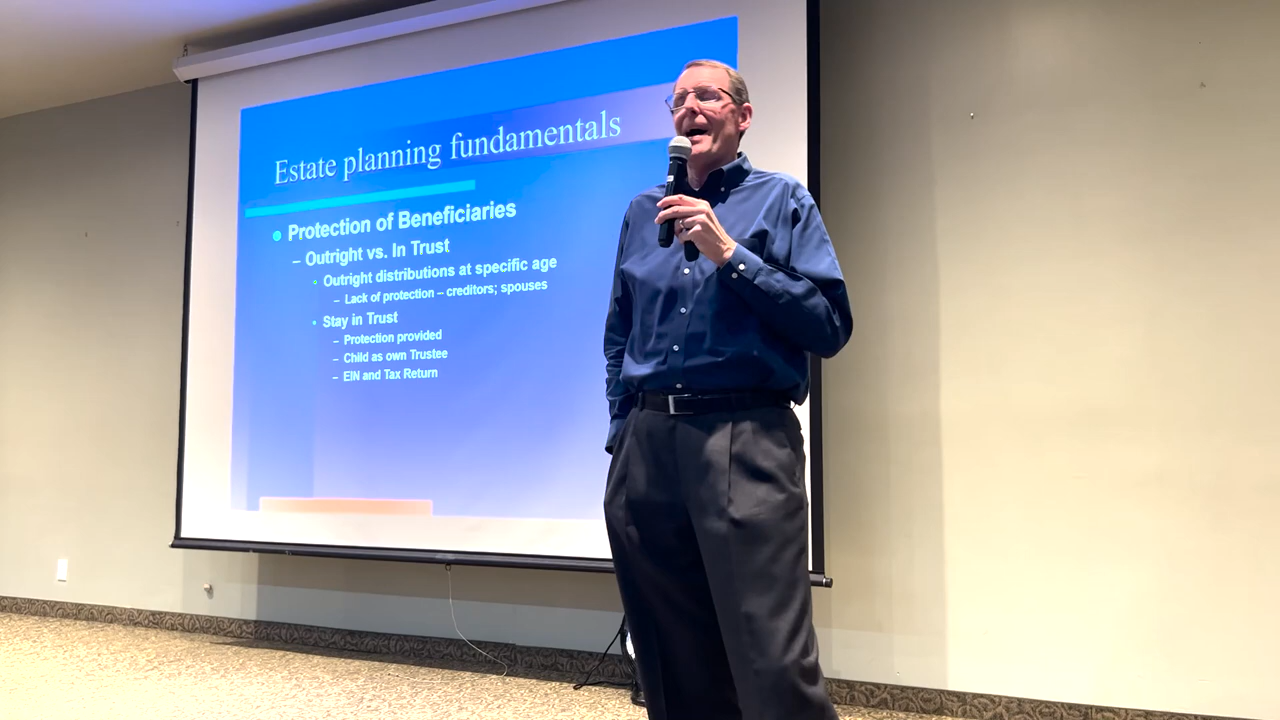 Estate planning fundamentals
Protection of Beneficiaries
– Outright vs. In Trust
Outright distributions at specific age
– Lack of protection – creditors; spouses
Stay in Trust
– Protection provided
– Child as own Trustee
– EIN and Tax Return